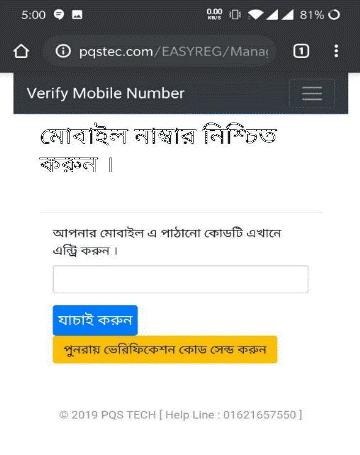 5:00 0.00 KB/S 81%
pqstec.com/EASYREG/Manag 1
Verify Mobile Number
মোবাইল নাম্বার নিশ্চিত
করুন ।
আপনার মোবাইল এ পাঠানো কোডটি এখানে
এন্ট্রি করুন ।
যাচাই করুন
পুনরায় ভেরিফিকেশন কোড সেন্ড করুন
© 2019 PQS TECH [ Help Line : 01621657550 ]